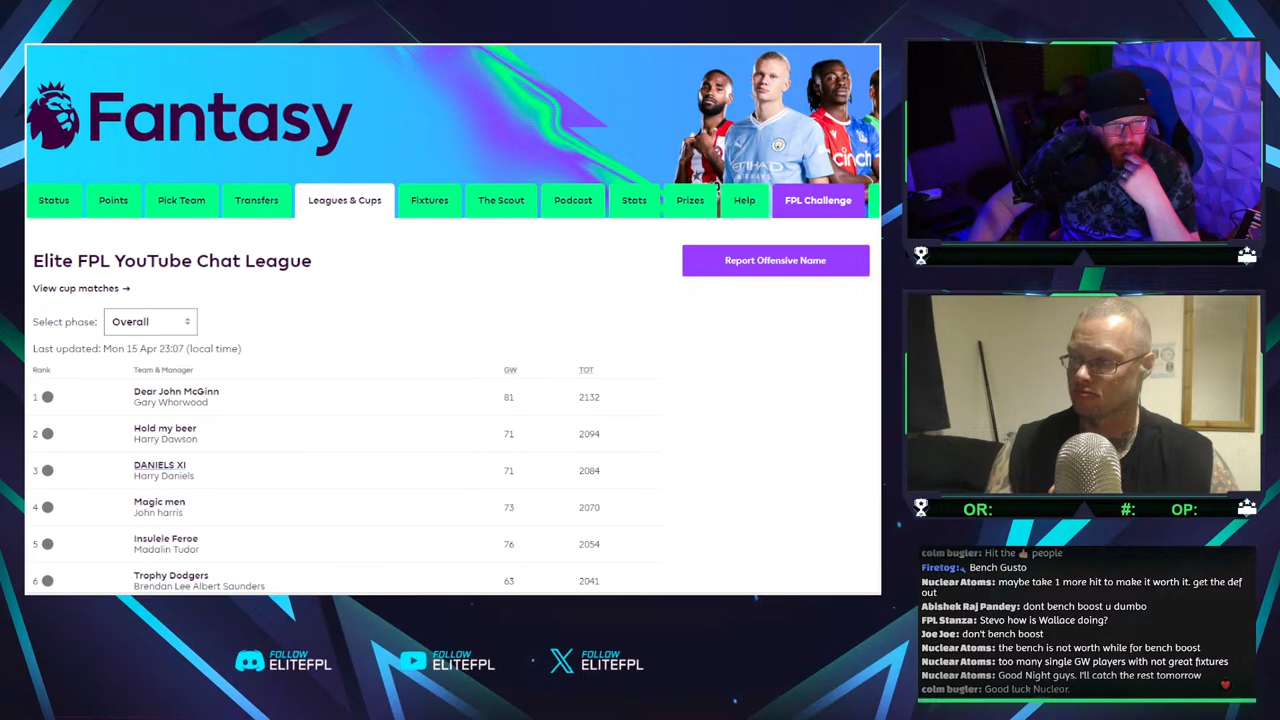 Fantasy
Status
Points
Pick Team
Transfers
Leagues & Cups
Fixtures
The Scout
Podcast
Stats
Prizes
Help
FPL Challenge
ETIHAD
AIRWAYS
cinch
Elite FPL YouTube Chat League
Report Offensive Name
View cup matches →
Select phase: Overall
Last updated: Mon 15 Apr 23:07 (local time)
Rank Team & Manager GW TOT
1 Dear John McGinn 81 2132
Gary Whorwood
2 Hold my beer 71 2094
Harry Dawson
3 DANIELS XI 71 2084
Harry Daniels
4 Magic men 73 2070
John harris
5 Insulele Feroe 76 2054
Madalin Tudor
6 Trophy Dodgers 63 2041
Brendan Lee Albert Saunders
FOLLOW
ELITEFPL
FOLLOW
ELITEFPL
FOLLOW
ELITEFPL
OR: #: OP:
colm bugler: Hit the 👍 people
Firetog: Bench Gusto
Nuclear Atoms: maybe take 1 more hit to make it worth it. get the def
out
Abishek Raj Pandey: dont bench boost u dumbo
FPL Stanza: Stevo how is Wallace doing?
Joe Joe: don't bench boost
Nuclear Atoms: the bench is not worth while for bench boost
Nuclear Atoms: too many single GW players with not great fixtures
Nuclear Atoms: Good Night guys. I'll catch the rest tomorrow
colm bugler: Good luck Nuclear.